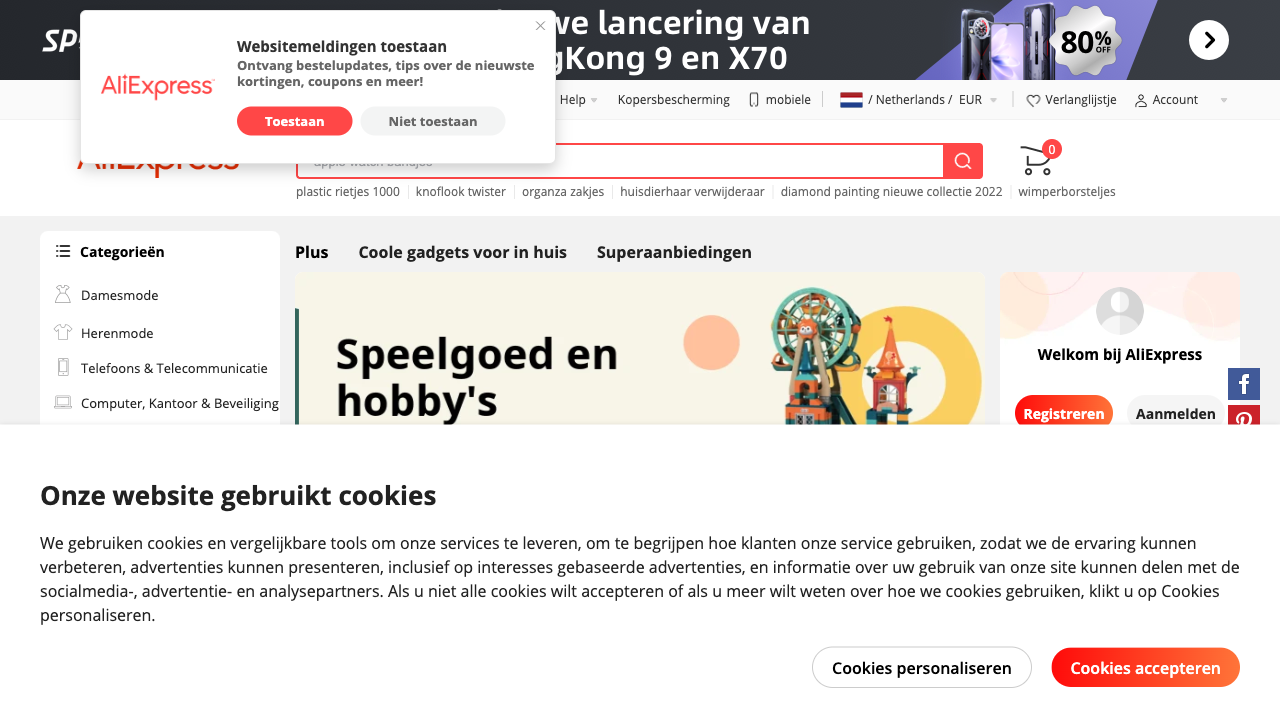 we lancering van
gKong 9 en X70
80% OFF
Websitemeldingen toestaan
Ontvang bestelupdates, tips over de nieuwste
kortingen, coupons en meer!
AliExpress
Toestaan
Niet toestaan
Help
Kopersbescherming
mobiele
/ Netherlands / EUR
Verlanglijstje
Account
AliExpress
0
plastic rietjes 1000
knoflook twister
organza zakjes
huisdierhaar verwijderaar
diamond painting nieuwe collectie 2022
wimperborsteljes
Categorieën
Plus
Coole gadgets voor in huis
Superaanbiedingen
Damesmode
Herenmode
Telefoons & Telecommunicatie
Computer, Kantoor & Beveiliging
Speelgoed en
hobby's
Welkom bij AliExpress
Registreren
Aanmelden
Onze website gebruikt cookies
We gebruiken cookies en vergelijkbare tools om onze services te leveren, om te begrijpen hoe klanten onze service gebruiken, zodat we de ervaring kunnen
verbeteren, advertenties kunnen presenteren, inclusief op interesses gebaseerde advertenties, en informatie over uw gebruik van onze site kunnen delen met de
socialmedia-, advertentie- en analysepartners. Als u niet alle cookies wilt accepteren of als u meer wilt weten over hoe we cookies gebruiken, klikt u op Cookies
personaliseren.
Cookies personaliseren
Cookies accepteren